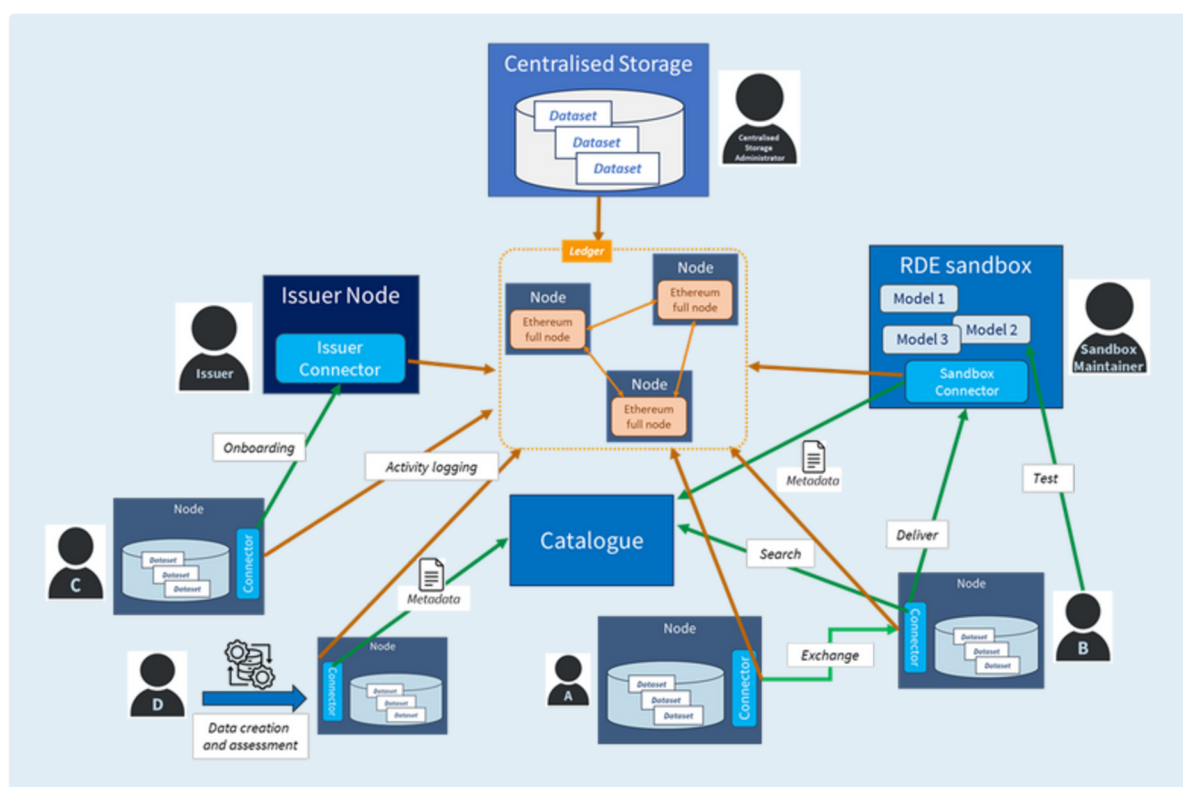 Centralised Storage
Dataset
Dataset
Dataset
Centralised
Storage
Administrator
Ledger
Node
Ethereum
full node
Node
Ethereum
full node
Node
Ethereum
full node
Issuer Node
Issuer
Connector
Issuer
RDE sandbox
Model 1
Model 2
Model 3
Sandbox
Connector
Sandbox
Maintainer
Onboarding
Activity logging
Metadata
Test
Node
Dataset
Dataset
Dataset
Connector
C
Catalogue
Search
Deliver
Metadata
Node
Dataset
Dataset
Dataset
Connector
B
Node
Dataset
Dataset
Dataset
Connector
D
Data creation
and assessment
Node
Dataset
Dataset
Dataset
Connector
A
Exchange